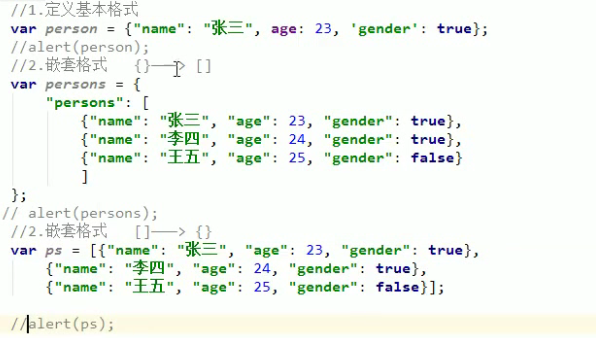 //1.定义基本格式
var person = {"name": "张三", age: 23, 'gender': true};
//alert(person);
//2.嵌套格式   {}———> []
var persons = {
    "persons": [
        {"name": "张三", "age": 23, "gender": true},
        {"name": "李四", "age": 24, "gender": true},
        {"name": "王五", "age": 25, "gender": false}
        ]
};
// alert(persons);
//2.嵌套格式   []———> {}
var ps = [{"name": "张三", "age": 23, "gender": true},
    {"name": "李四", "age": 24, "gender": true},
    {"name": "王五", "age": 25, "gender": false}];
//alert(ps);